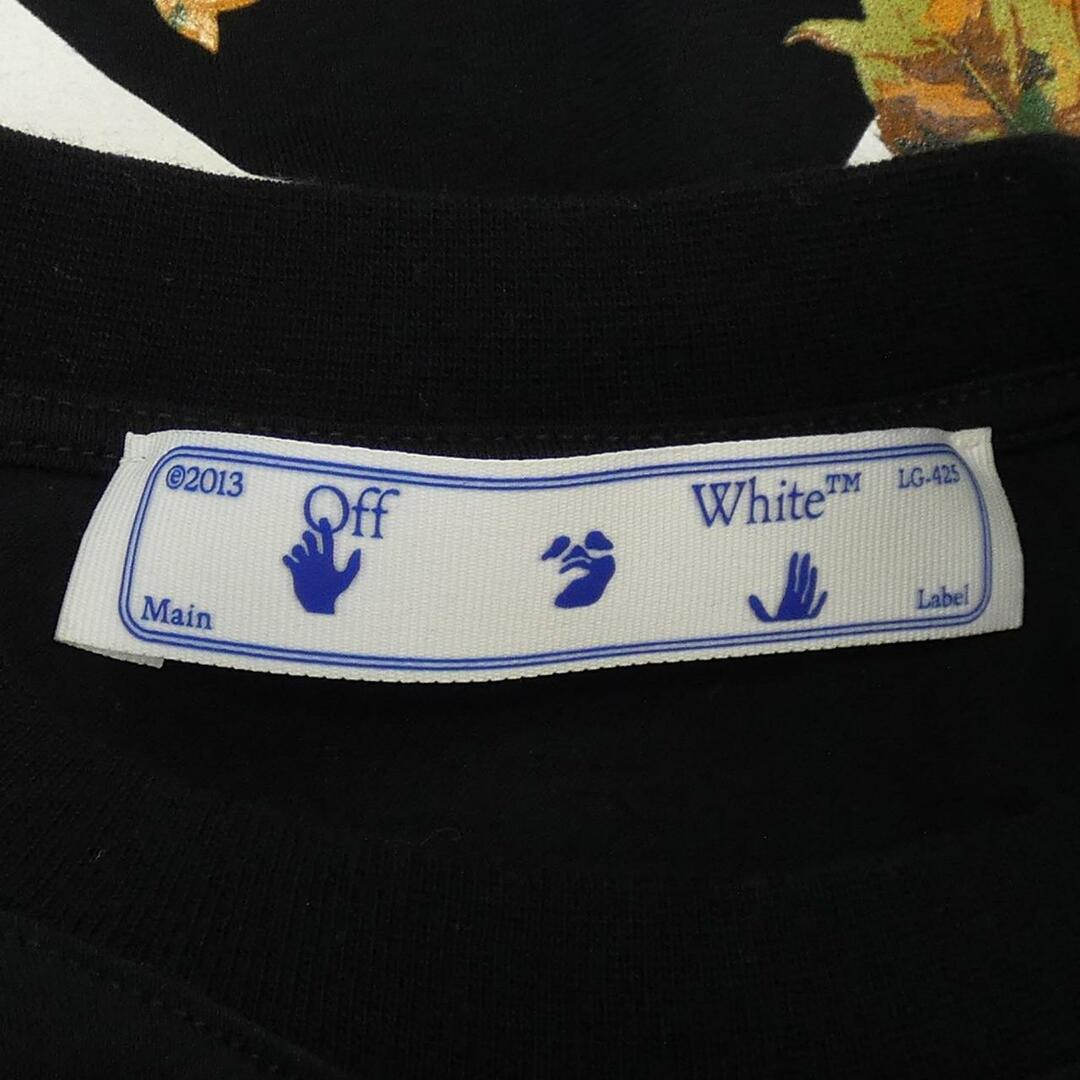 ©2013 Off White™ LG-425
Main Label